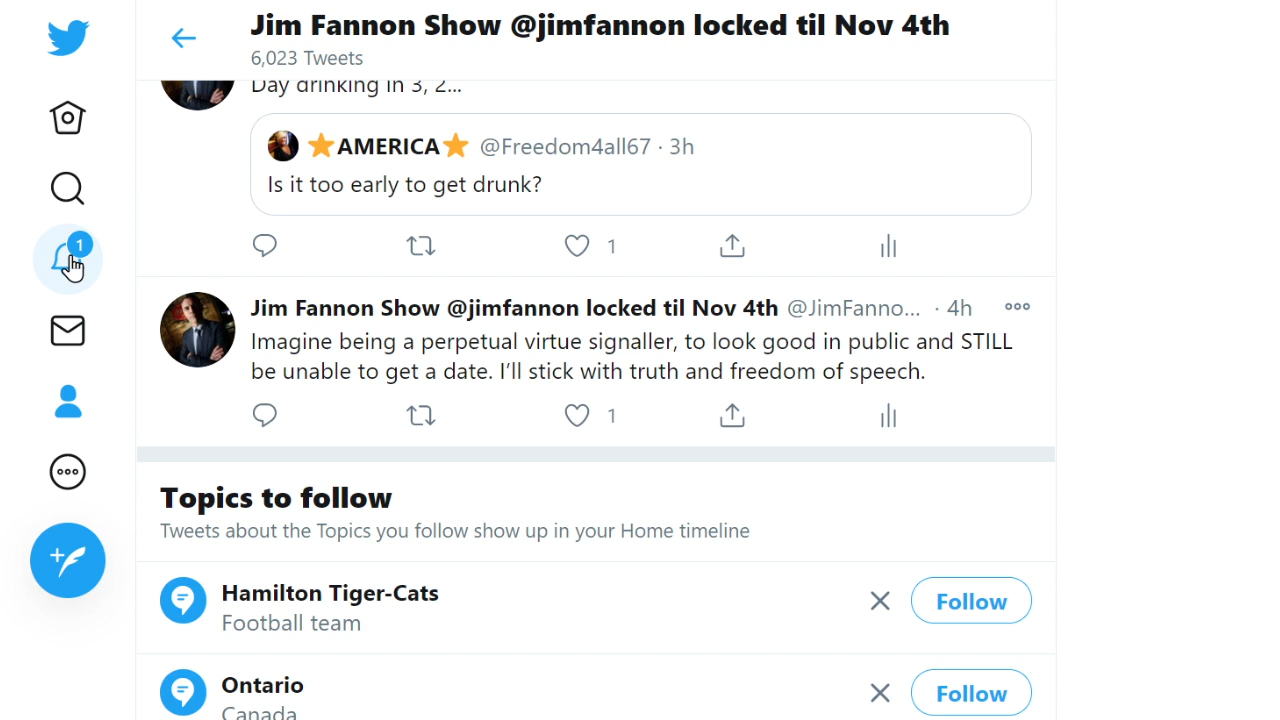 Jim Fannon Show @jimfannon locked til Nov 4th
6,023 Tweets
Day drinking in 3, 2...
⭐AMERICA⭐ @Freedom4all67 · 3h
Is it too early to get drunk?
1
1
Jim Fannon Show @jimfannon locked til Nov 4th @JimFanno... · 4h
Imagine being a perpetual virtue signaller, to look good in public and STILL
be unable to get a date. I'll stick with truth and freedom of speech.
1
Topics to follow
Tweets about the Topics you follow show up in your Home timeline
Hamilton Tiger-Cats
Football team
Follow
Ontario
Canada
Follow